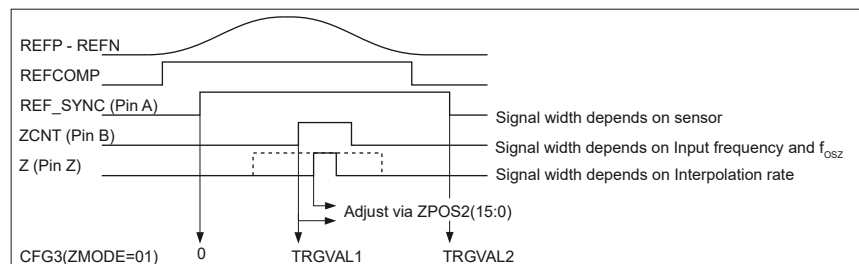 REFP - REFN
REFCOMP
REF_SYNC (Pin A)
Signal width depends on sensor
ZCNT (Pin B)
Signal width depends on Input frequency and fOSZ
Z (Pin Z)
Signal width depends on Interpolation rate
Adjust via ZPOS2(15:0)
CFG3(ZMODE=01) 0 TRGVAL1 TRGVAL2